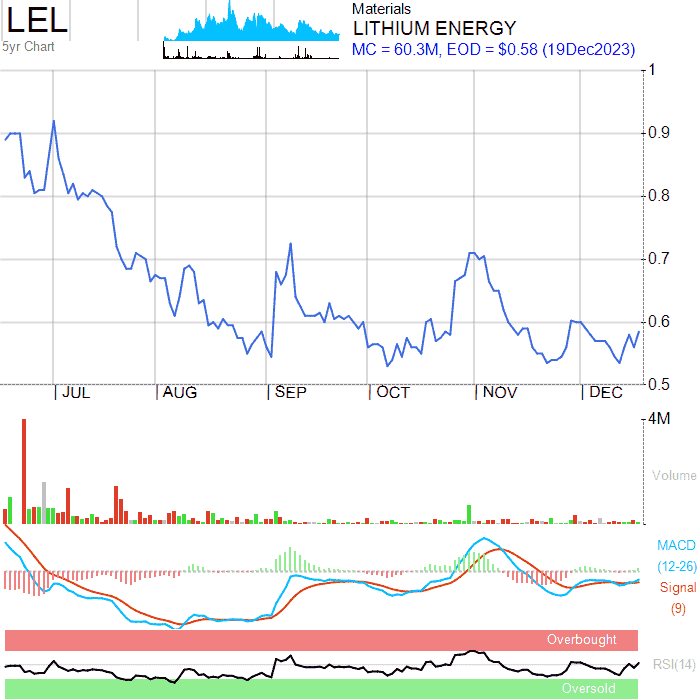 LEL
5yr Chart
Materials
LITHIUM ENERGY
MC = 60.3M, EOD = $0.58 (19Dec2023)
1
0.9
0.8
0.7
0.6
0.5
JUL AUG SEP OCT NOV DEC
4M
Volume
MACD
(12-26)
Signal
(9)
Overbought
RSI(14)
Oversold